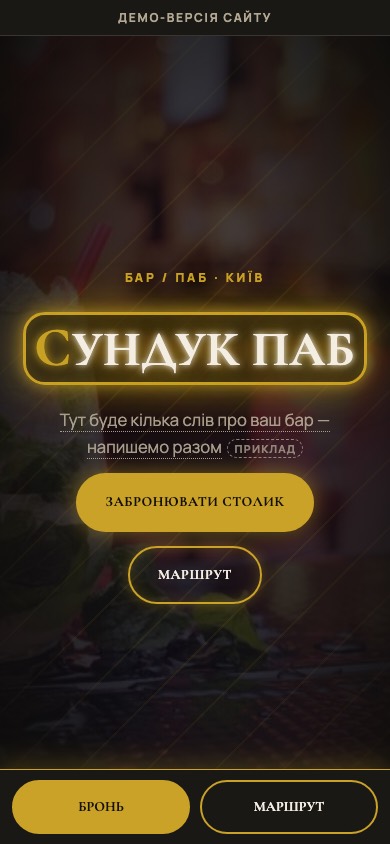 ДЕМО-ВЕРСІЯ САЙТУ
БАР / ПАБ · КИЇВ
СУНДУК ПАБ
Тут буде кілька слів про ваш бар —
напишемо разом ПРИКЛАД
ЗАБРОНЮВАТИ СТОЛИК
МАРШРУТ
БРОНЬ МАРШРУТ